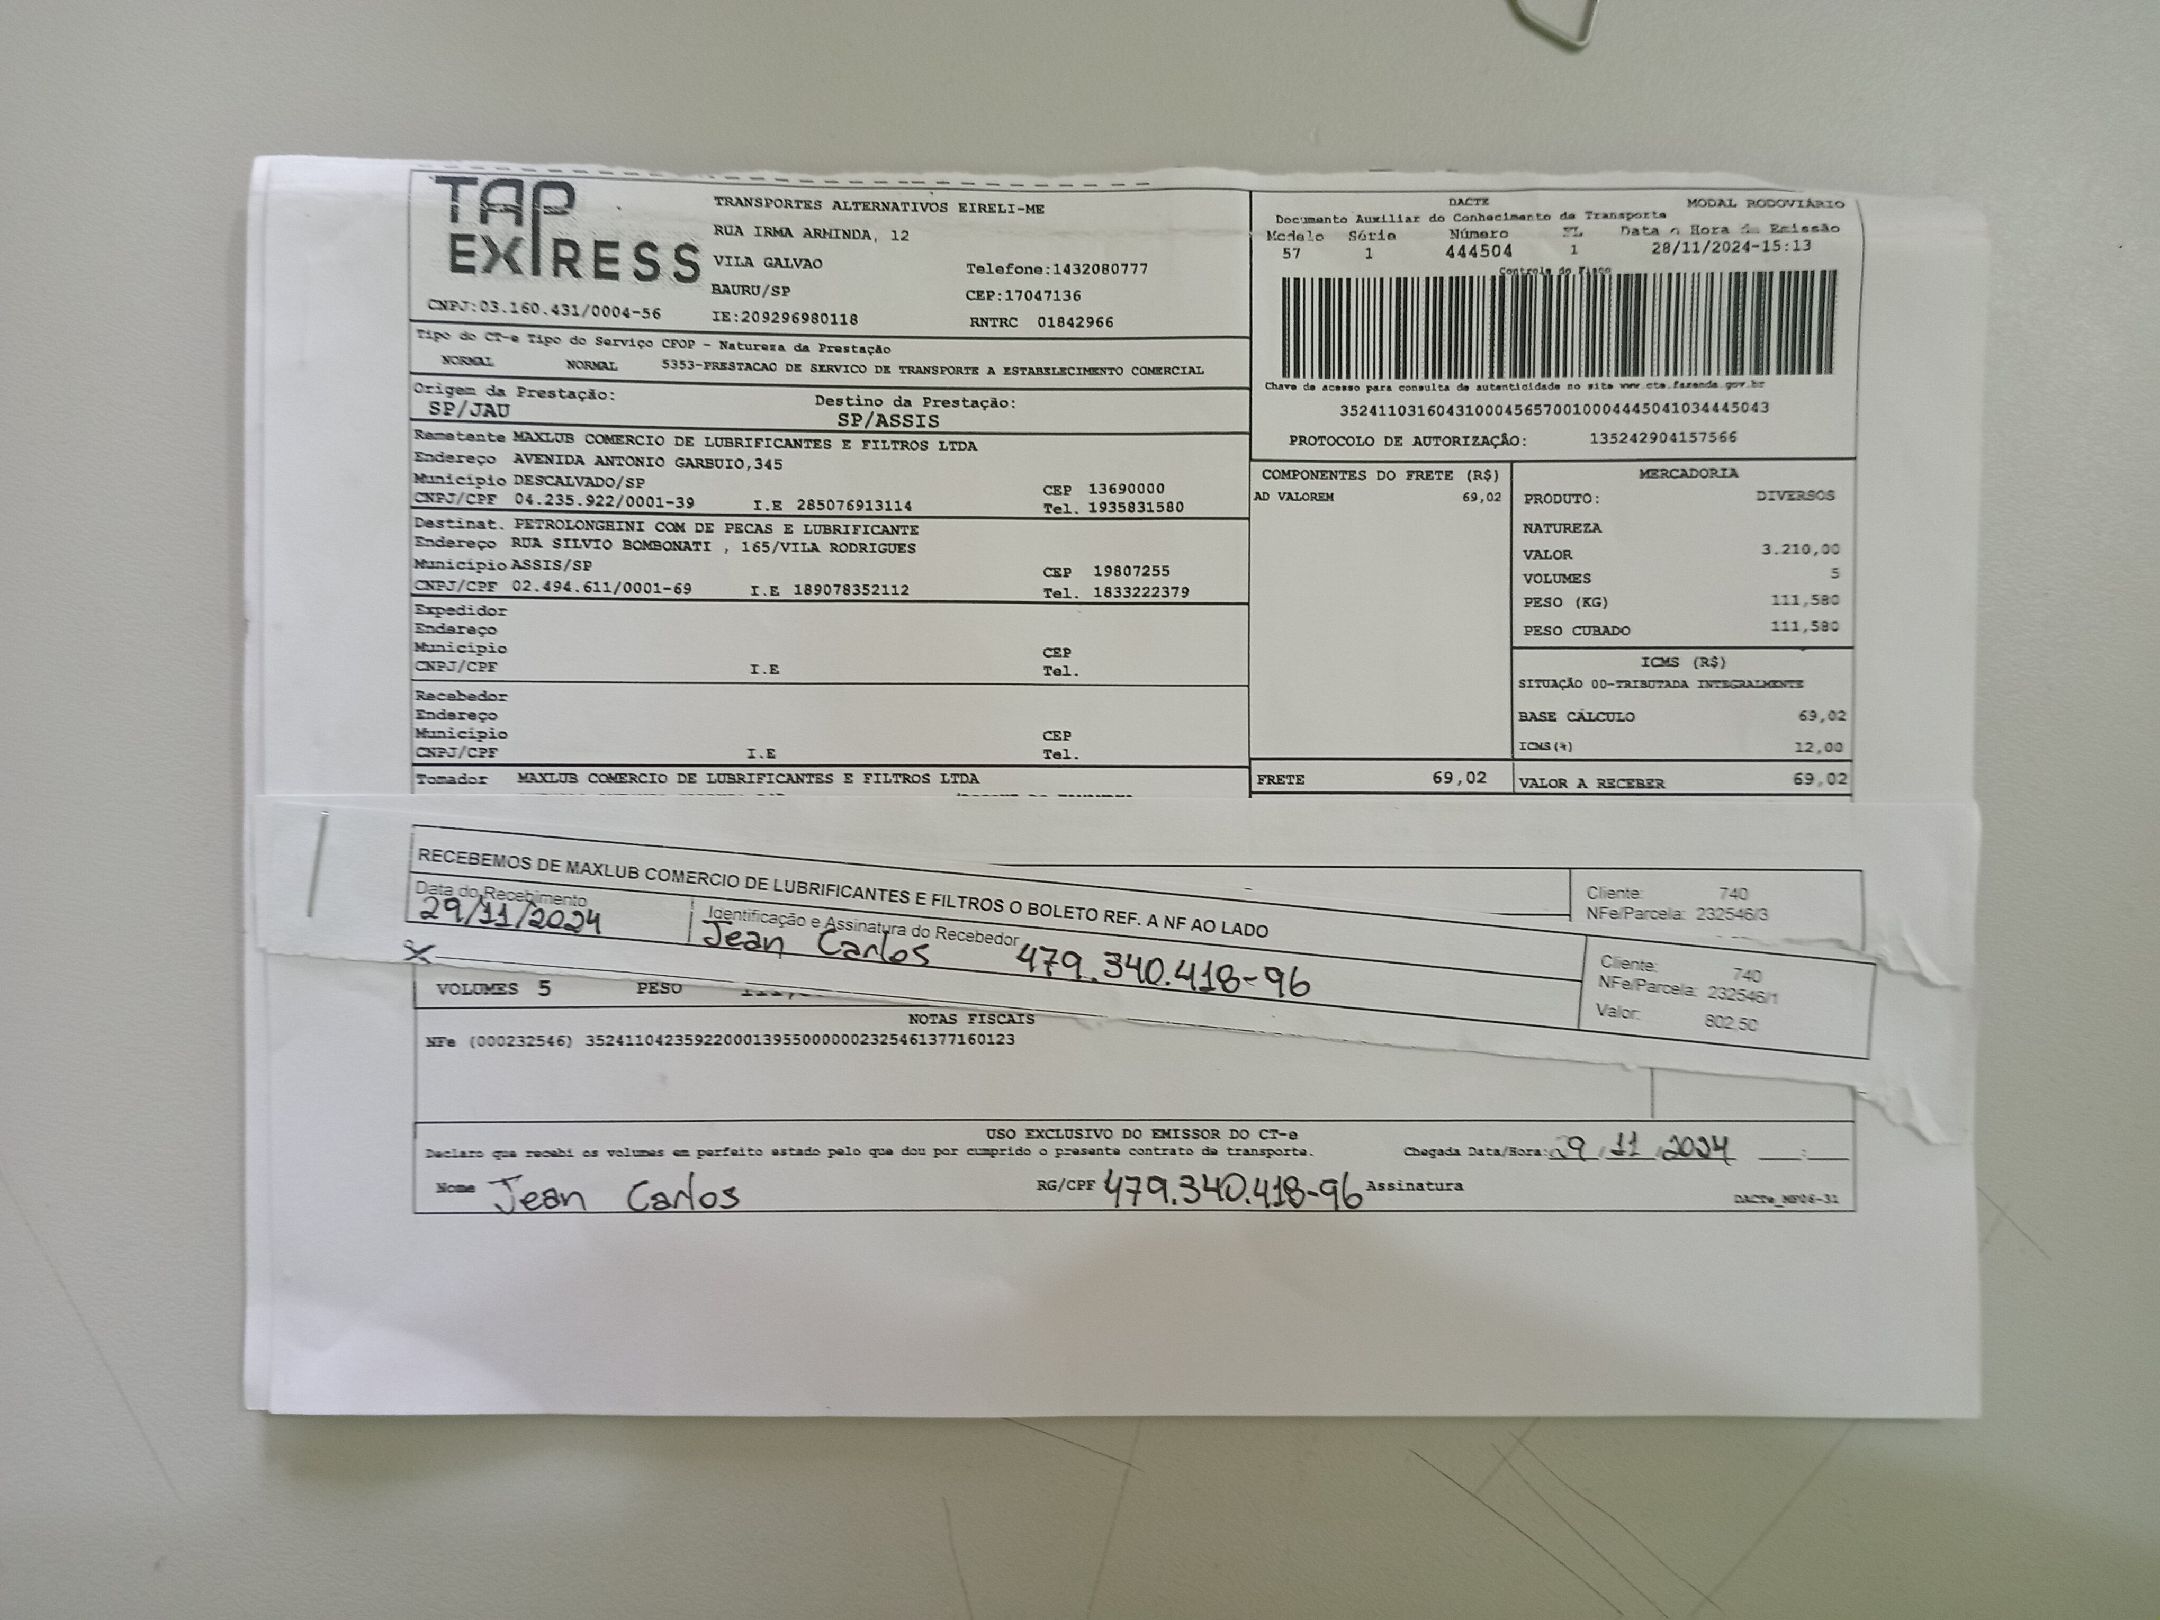 TAP EXPRESS
CNPJ:03.160.431/0004-56
TRANSPORTES ALTERNATIVOS EIRELI-ME
RUA IRMA ARMINDA, 12
VILA GALVAO
Telefone:1432080777
BAURU/SP
CEP:17047136
IE:209296980118
RNTRC 01842966
DACTE
MODAL RODOVIÁRIO
Documento Auxiliar do Conhecimento de Transporte
Modelo Série Número FL Data e Hora de Emissão
57 1 444504 1 28/11/2024-15:13
Controle do Fisco
Chave de acesso para consulta de autenticidade no site www.cte.fazenda.gov.br
35241103160431000456570010004445041034445043
PROTOCOLO DE AUTORIZAÇÃO: 135242904157566
Tipo do CT-e Tipo do Serviço CFOP - Natureza da Prestação
NORMAL NORMAL 5353-PRESTACAO DE SERVICO DE TRANSPORTE A ESTABELECIMENTO COMERCIAL
Origem da Prestação:
SP/JAU
Destino da Prestação:
SP/ASSIS
Remetente MAXLUB COMERCIO DE LUBRIFICANTES E FILTROS LTDA
Endereço AVENIDA ANTONIO GARBUIO,345
Município DESCALVADO/SP CEP 13690000
CNPJ/CPF 04.235.922/0001-39 I.E 285076913114 Tel. 1935831580
Destinat. PETROLONGHINI COM DE PECAS E LUBRIFICANTE
Endereço RUA SILVIO BOMBONATI , 165/VILA RODRIGUES
Município ASSIS/SP CEP 19807255
CNPJ/CPF 02.494.611/0001-69 I.E 189078352112 Tel. 1833222379
Expedidor
Endereço
Município CEP
CNPJ/CPF I.E Tel.
Recebedor
Endereço
Município CEP
CNPJ/CPF I.E Tel.
Tomador MAXLUB COMERCIO DE LUBRIFICANTES E FILTROS LTDA
COMPONENTES DO FRETE (R$)
AD VALOREM 69,02
FRETE 69,02
MERCADORIA
PRODUTO: DIVERSOS
NATUREZA
VALOR 3.210,00
VOLUMES 5
PESO (KG) 111,580
PESO CUBADO 111,580
ICMS (R$)
SITUAÇÃO 00-TRIBUTADA INTEGRALMENTE
BASE CÁLCULO 69,02
ICMS(%) 12,00
VALOR A RECEBER 69,02
Cliente: 740
NFe/Parcela: 232546/3
RECEBEMOS DE MAXLUB COMERCIO DE LUBRIFICANTES E FILTROS O BOLETO REF. A NF AO LADO
Data do Recebimento
29/11/2024
Identificação e Assinatura do Recebedor
Jean Carlos 479.340.418-96
Cliente: 740
NFe/Parcela: 232546/1
Valor: 802,50
VOLUMES 5 PESO
NOTAS FISCAIS
NFe (000232546) 35241104235922000139550000002325461377160123
USO EXCLUSIVO DO EMISSOR DO CT-e
Declaro que recebi os volumes em perfeito estado pelo que dou por cumprido o presente contrato de transporte.
Chegada Data/Hora: 29/11/2024 __:__
Nome Jean Carlos RG/CPF 479.340.418-96 Assinatura
DACTe_MF06-31